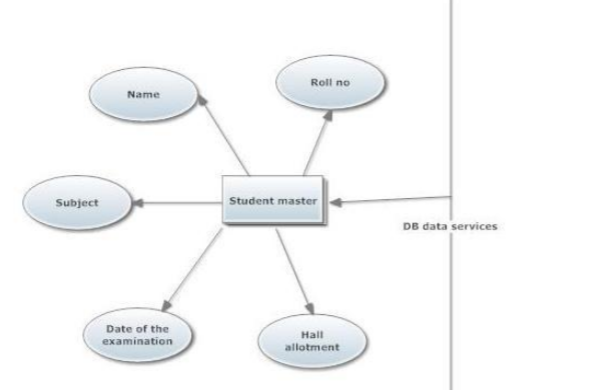 Roll no
Name
Subject
Student master
DB data services
Date of the
examination
Hall
allotment